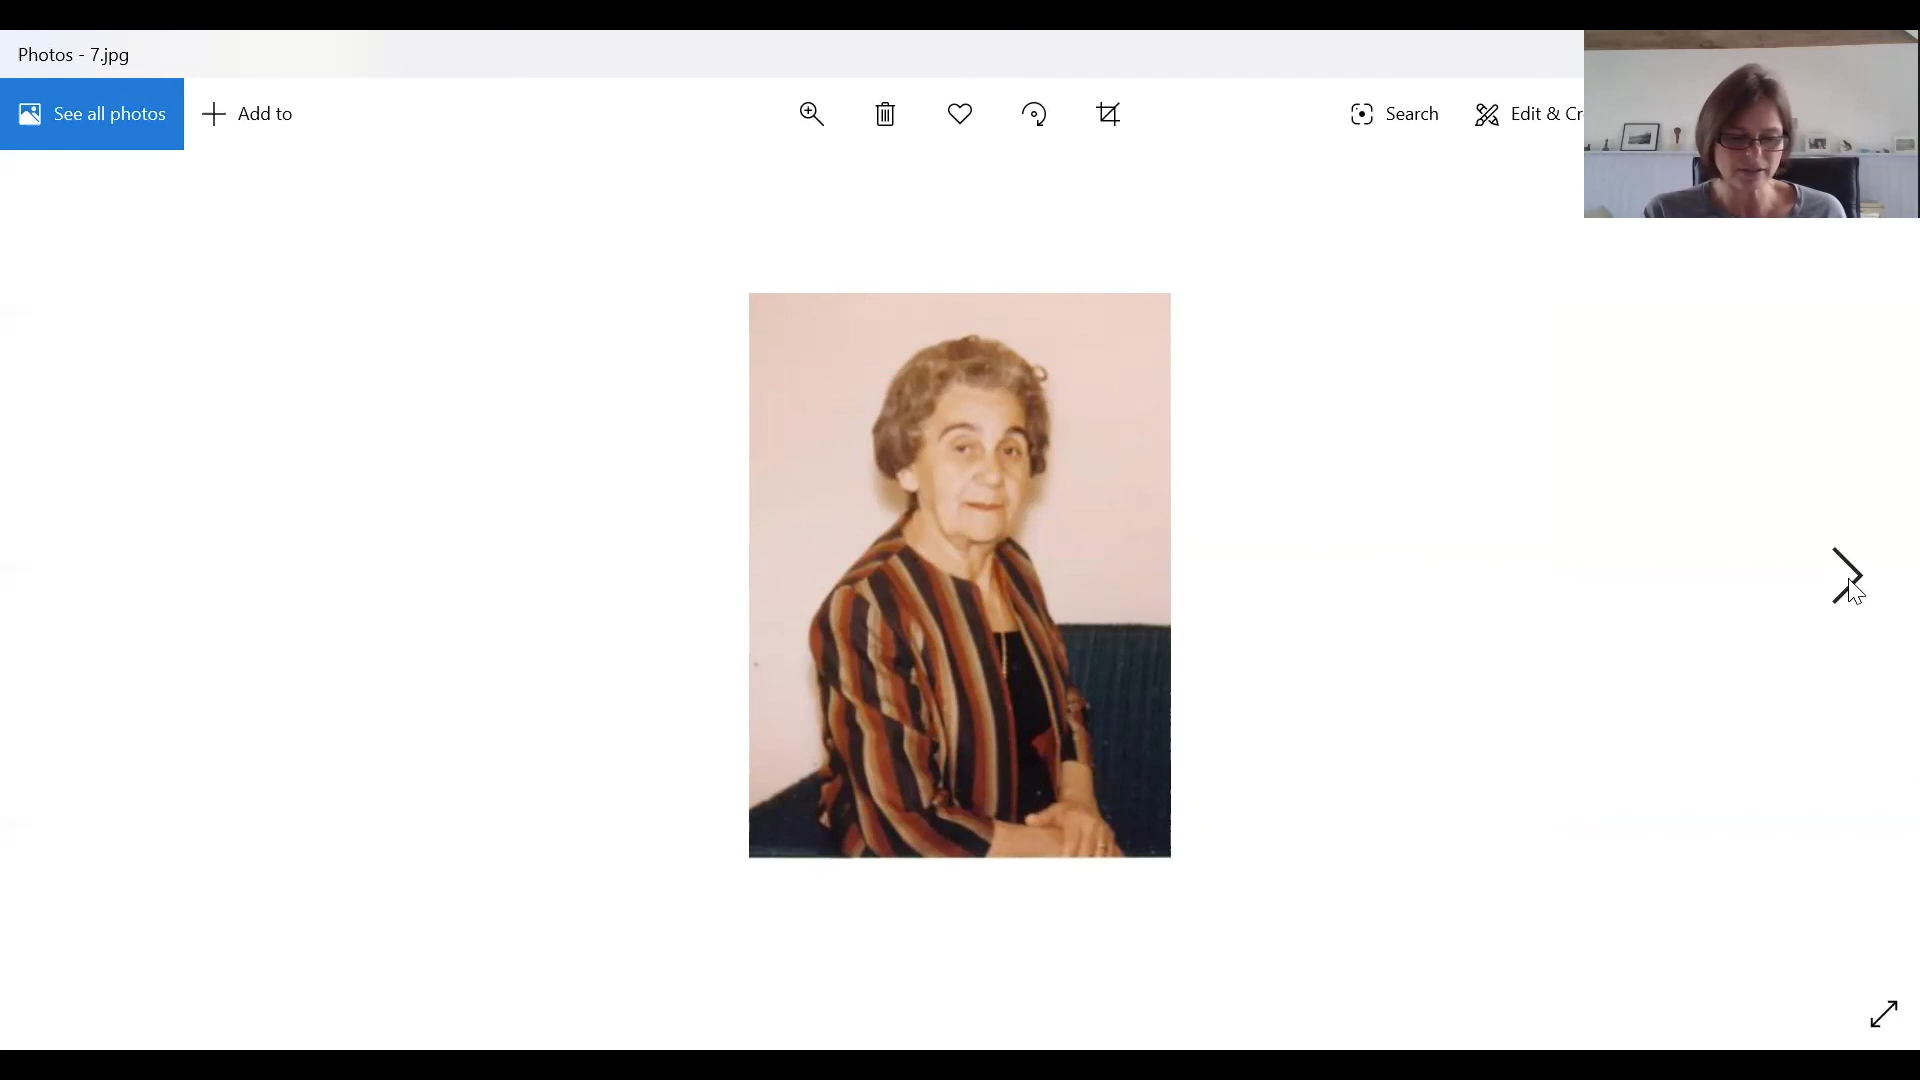 Photos - 7.jpg
See all photos
Add to
Search
Edit & Cr